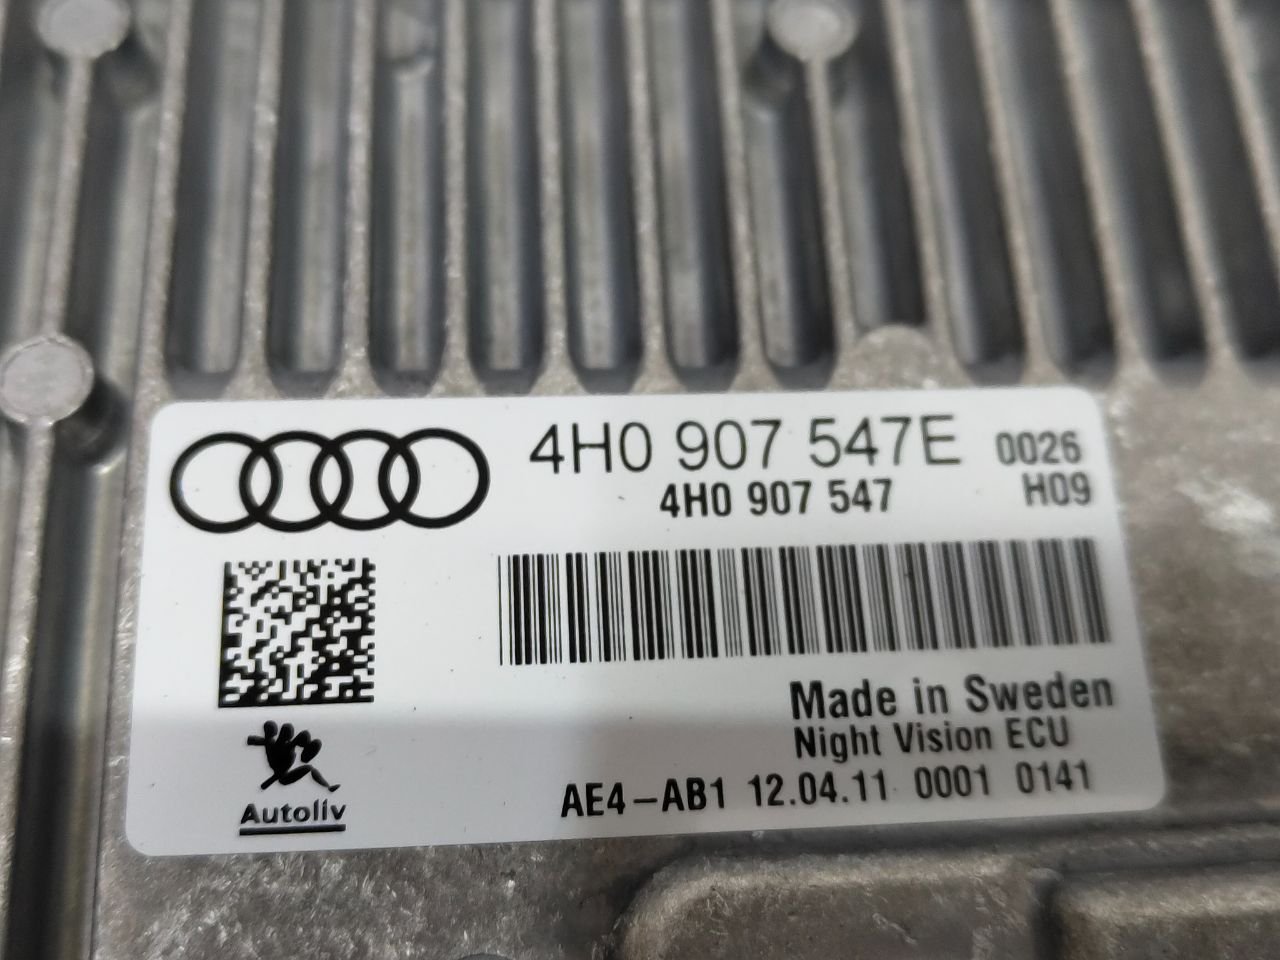 4H0 907 547E 0026
4H0 907 547 H09
Made in Sweden
Night Vision ECU
Autoliv
AE4-AB1 12.04.11 0001 0141